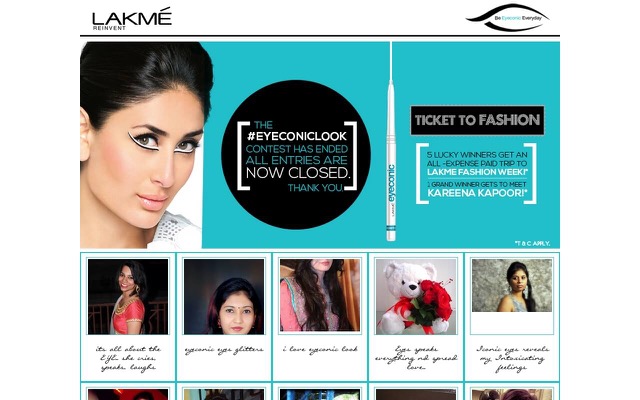 LAKMÉ
REINVENT
Be Eyeconic Everyday
THE
#EYECONICLOOK
CONTEST HAS ENDED
ALL ENTRIES ARE
NOW CLOSED.
THANK YOU
LAKMÉ eyeconic
TICKET TO FASHION
5 LUCKY WINNERS GET AN
ALL -EXPENSE PAID TRIP TO
LAKME FASHION WEEK!*
1 GRAND WINNER GETS TO MEET
KAREENA KAPOOR!*
*T & C APPLY.
its all about the
EYE.. she cries,
speaks, laughs
eyeconic eyes glitters
i love eyeconic look
Eyes speaks
everything nd spread
love..
Iconic eyes reveals
my Intoxicating
feelings